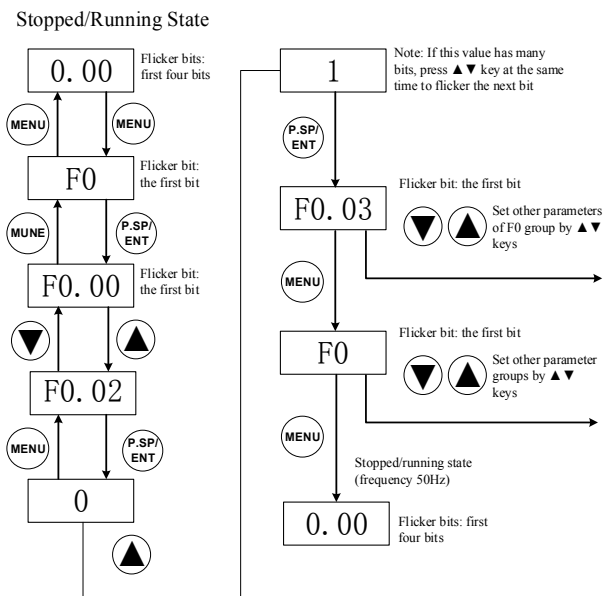 Stopped/Running State
0.00
Flicker bits:
first four bits
MENU
MENU
F0
Flicker bit:
the first bit
MUNE
P.SP/
ENT
F0.00
Flicker bit:
the first bit
▼
▲
F0.02
MENU
P.SP/
ENT
0
▲
1
Note: If this value has many
bits, press ▲▼ key at the same
time to flicker the next bit
P.SP/
ENT
F0.03
Flicker bit: the first bit
▼ ▲
Set other parameters
of F0 group by ▲▼
keys
MENU
F0
Flicker bit: the first bit
▼ ▲
Set other parameter
groups by ▲▼
keys
MENU
Stopped/running state
(frequency 50Hz)
0.00
Flicker bits: first
four bits